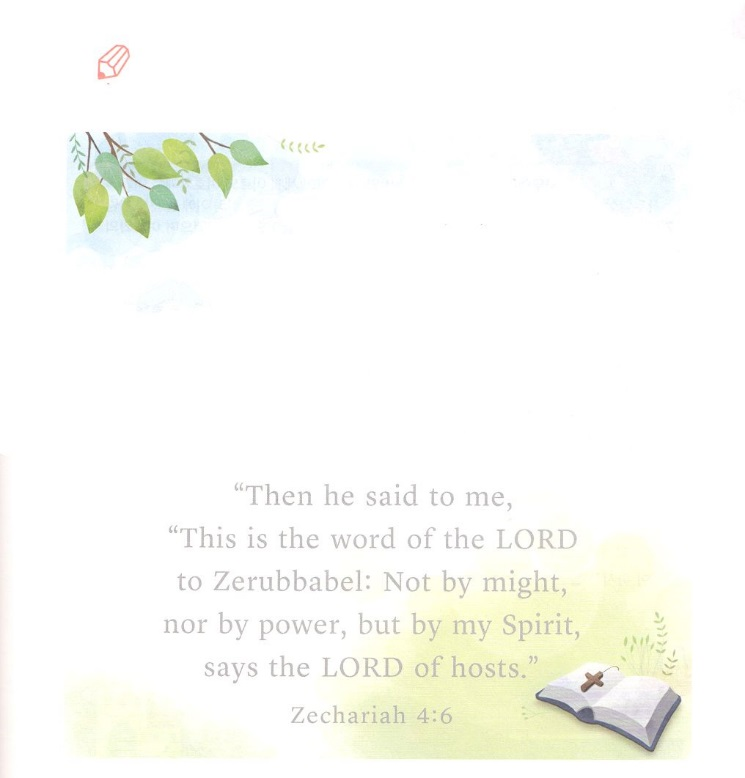 “Then he said to me,
“This is the word of the LORD
to Zerubbabel: Not by might,
nor by power, but by my Spirit,
says the LORD of hosts.”
Zechariah 4:6